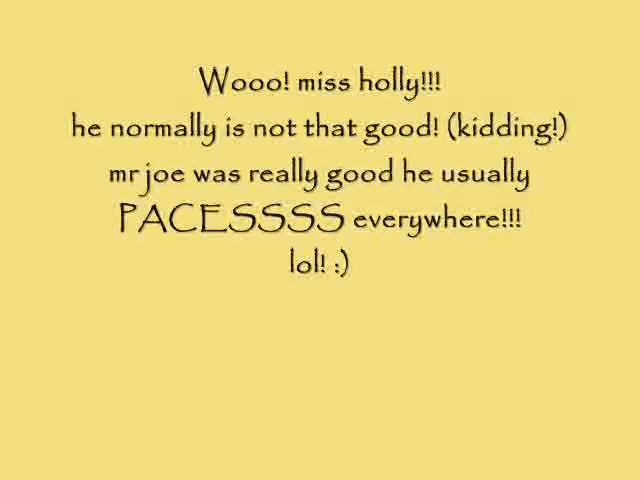 Wooo! miss holly!!!
he normally is not that good! (kidding!)
mr joe was really good he usually
PACESSSS everywhere!!!
lol! :)